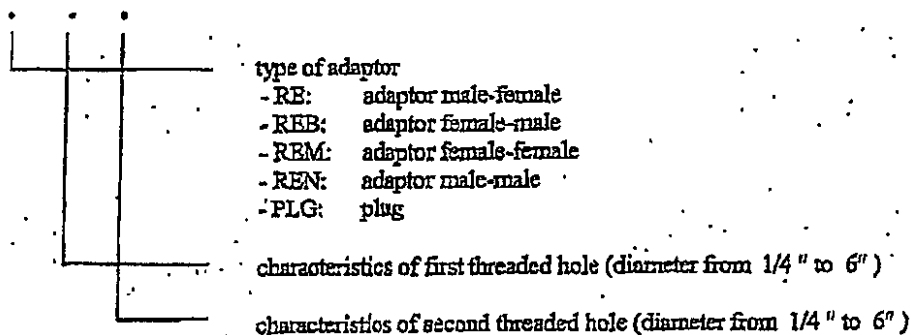 type of adaptor
- RE: adaptor male-female
- REB: adaptor female-male
- REM: adaptor female-female
- REN: adaptor male-male
- PLG: plug
characteristics of first threaded hole (diameter from 1/4 " to 6" )
characteristics of second threaded hole (diameter from 1/4 " to 6" )